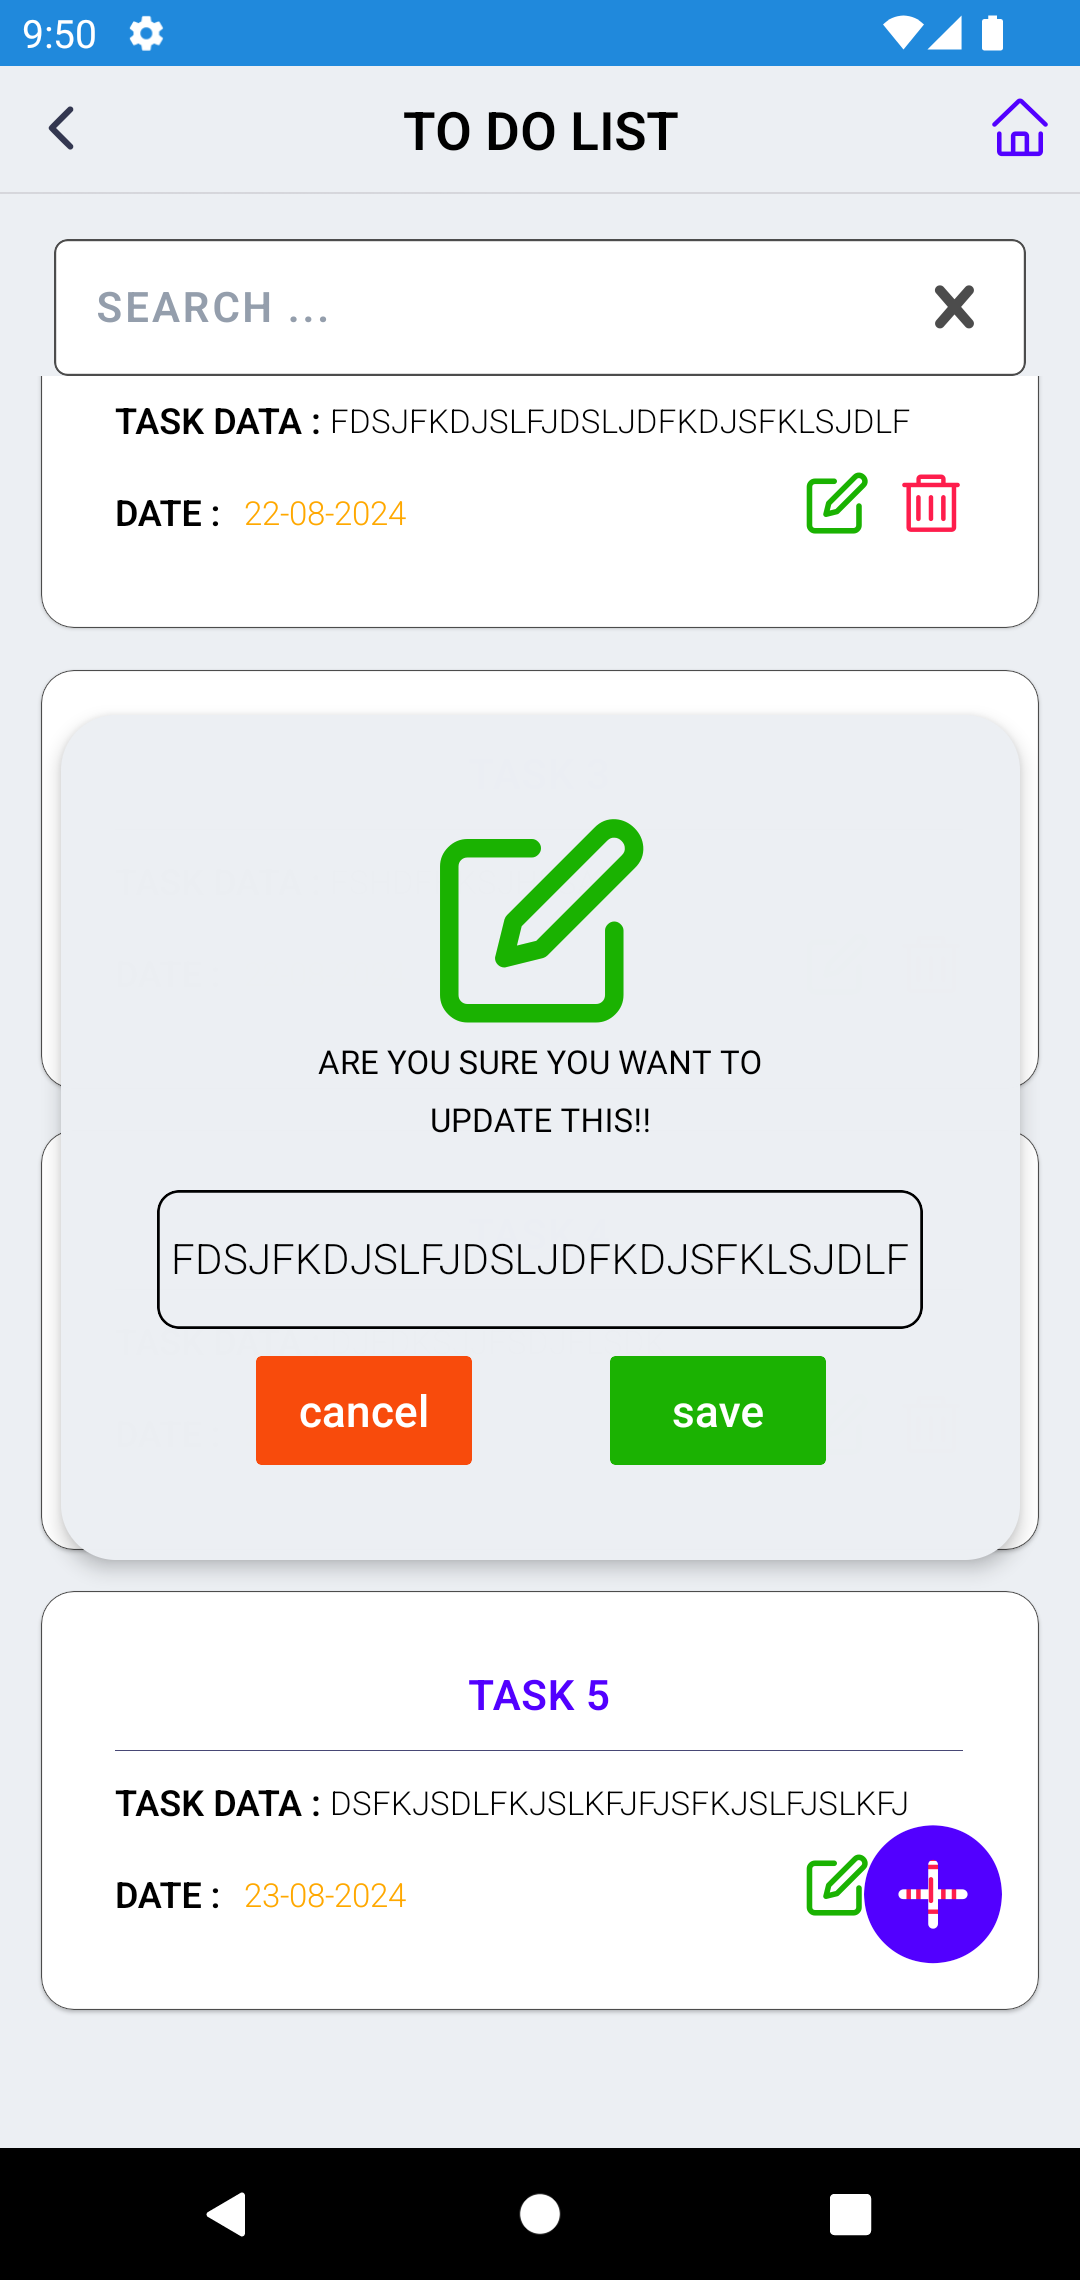 9:50
TO DO LIST
SEARCH ...
TASK DATA : FDSJFKDJSLFJDSLJDFKDJSFKLSJDLF
DATE : 22-08-2024
ARE YOU SURE YOU WANT TO
UPDATE THIS!!
FDSJFKDJSLFJDSLJDFKDJSFKLSJDLF
cancel
save
TASK 5
TASK DATA : DSFKJSDLFKJSLKFJFJSFKJSLFJSLKFJ
DATE : 23-08-2024